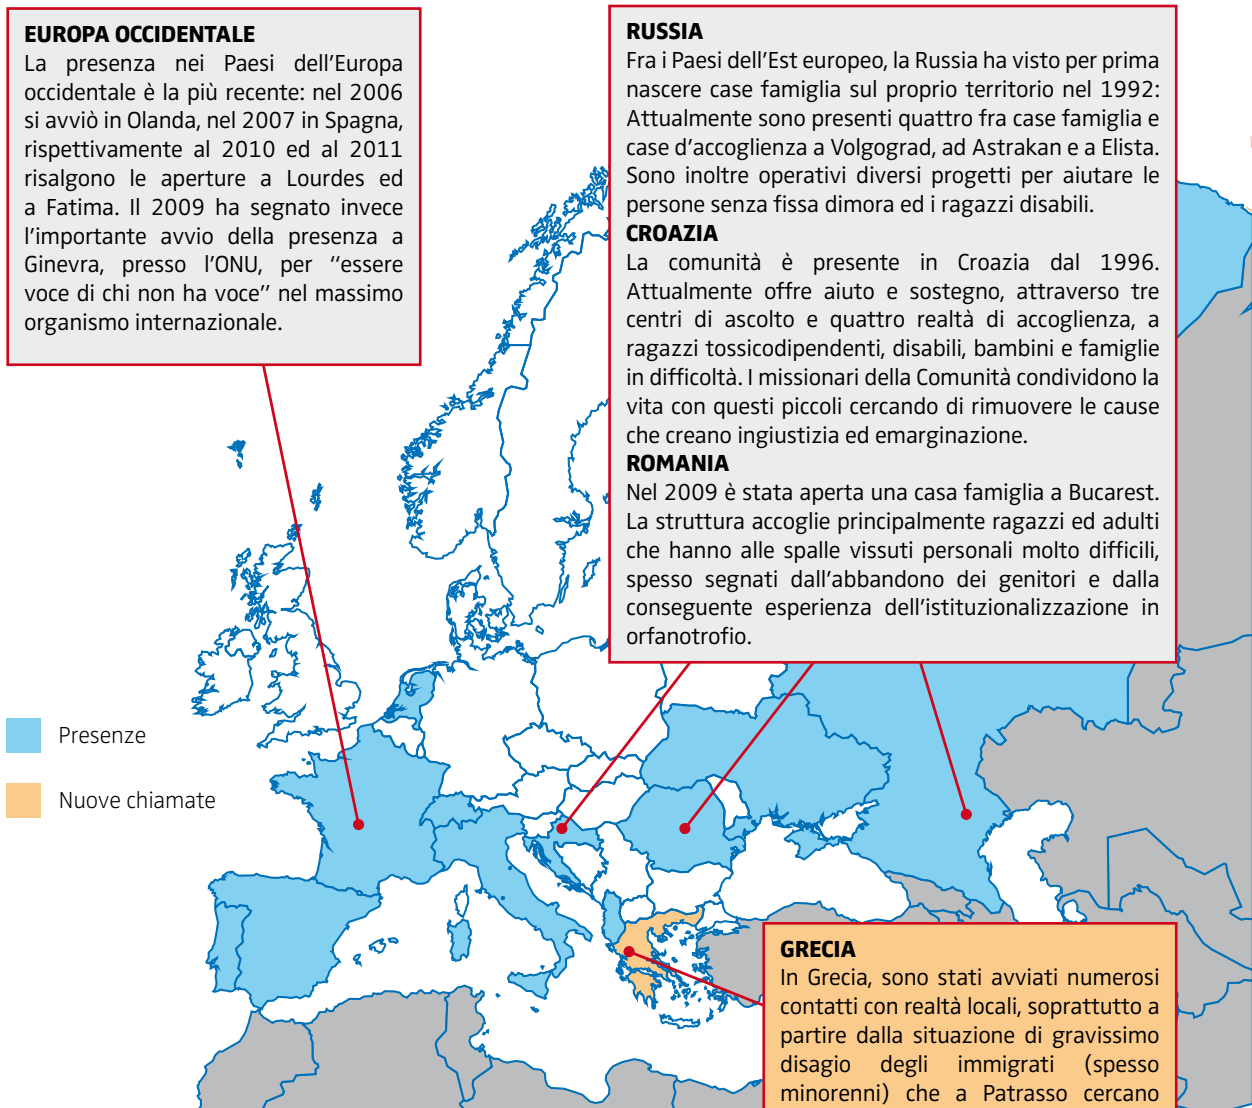 EUROPA OCCIDENTALE
La presenza nei Paesi dell'Europa
occidentale è la più recente: nel 2006
si avviò in Olanda, nel 2007 in Spagna,
rispettivamente al 2010 ed al 2011
risalgono le aperture a Lourdes ed
a Fatima. Il 2009 ha segnato invece
l'importante avvio della presenza a
Ginevra, presso l'ONU, per "essere
voce di chi non ha voce" nel massimo
organismo internazionale.
RUSSIA
Fra i Paesi dell'Est europeo, la Russia ha visto per prima
nascere case famiglia sul proprio territorio nel 1992:
Attualmente sono presenti quattro fra case famiglia e
case d'accoglienza a Volgograd, ad Astrakan e a Elista.
Sono inoltre operativi diversi progetti per aiutare le
persone senza fissa dimora ed i ragazzi disabili.
CROAZIA
La comunità è presente in Croazia dal 1996.
Attualmente offre aiuto e sostegno, attraverso tre
centri di ascolto e quattro realtà di accoglienza, a
ragazzi tossicodipendenti, disabili, bambini e famiglie
in difficoltà. I missionari della Comunità condividono la
vita con questi piccoli cercando di rimuovere le cause
che creano ingiustizia ed emarginazione.
ROMANIA
Nel 2009 è stata aperta una casa famiglia a Bucarest.
La struttura accoglie principalmente ragazzi ed adulti
che hanno alle spalle vissuti personali molto difficili,
spesso segnati dall'abbandono dei genitori e dalla
conseguente esperienza dell'istituzionalizzazione in
orfanotrofio.
Presenze
Nuove chiamate
GRECIA
In Grecia, sono stati avviati numerosi
contatti con realtà locali, soprattutto a
partire dalla situazione di gravissimo
disagio degli immigrati (spesso
minorenni) che a Patrasso cercano